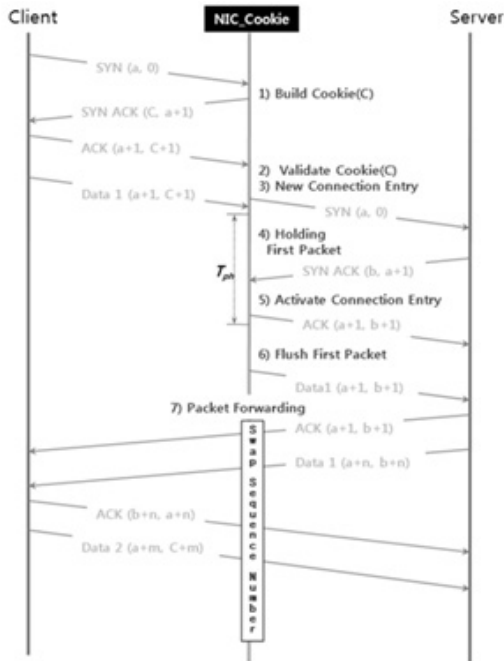 Client
NIC_Cookie
Server
SYN (a, 0)
1) Build Cookie(C)
SYN ACK (C, a+1)
ACK (a+1, C+1)
2) Validate Cookie(C)
3) New Connection Entry
Data 1 (a+1, C+1)
SYN (a, 0)
4) Holding
First Packet
SYN ACK (b, a+1)
Tph
5) Activate Connection Entry
ACK (a+1, b+1)
6) Flush First Packet
Data1 (a+1, b+1)
7) Packet Forwarding
ACK (a+1, b+1)
Data 1 (a+n, b+n)
Swap Sequence Number
ACK (b+n, a+n)
Data 2 (a+m, C+m)